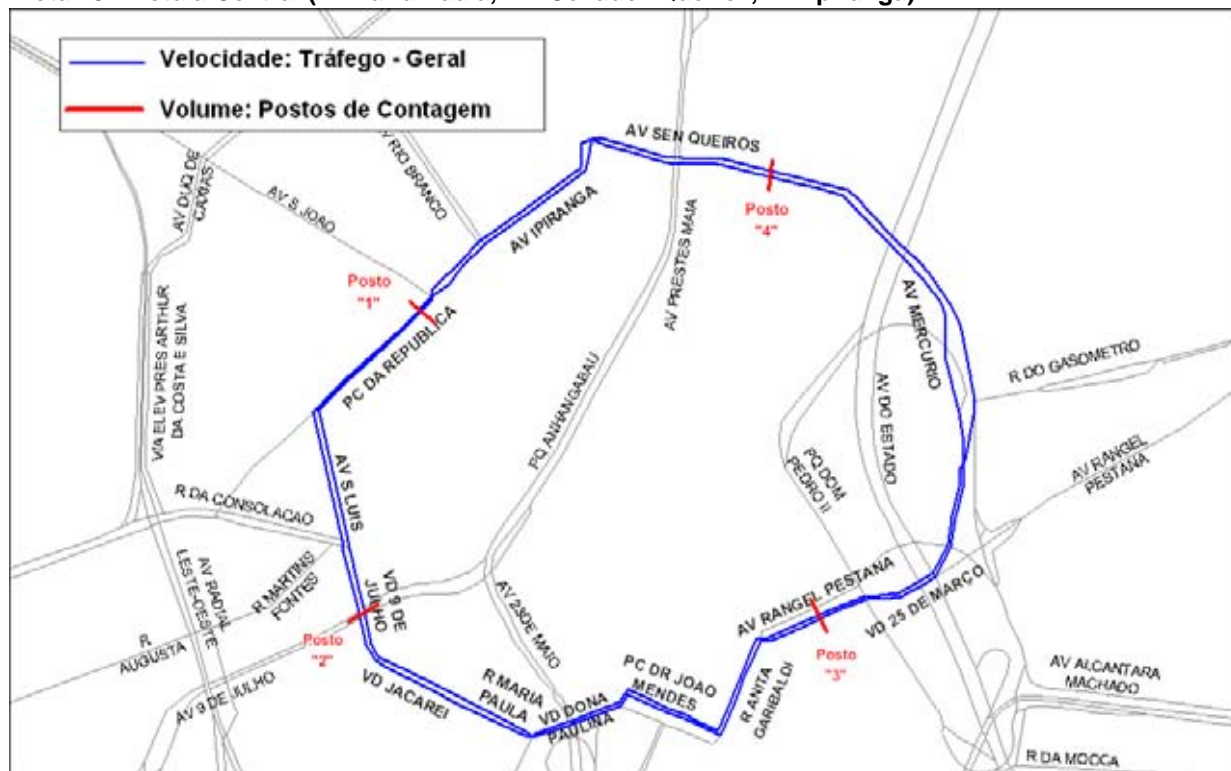 Velocidade: Tráfego - Geral
Volume: Postos de Contagem
AV DUQ DE
CAXIAS
AV RIO BRANCO
AV S JOAO
AV SEN QUEIROS
AV IPIRANGA
Posto
"4"
Posto
"1"
AV PRESTES MAIA
PC DA REPUBLICA
VIA ELEV PRES ARTHUR
DA COSTA E SILVA
AV MERCURIO
R DO GASOMETRO
PQ ANHANGABAU
AV DO ESTADO
AV RANGEL
PESTANA
PQ DOM
PEDRO II
AV S LUIS
R DA CONSOLACAO
AV RADIAL
LESTE-OESTE
R MARTINS
FONTES
VD 9 DE
JULHO
AV RANGEL PESTANA
VD 25 DE MARÇO
AV 23 DE MAIO
R
AUGUSTA
Posto
"2"
Posto
"3"
AV 9 DE JULHO
VD JACAREI
R MARIA
PAULA
VD DONA
PAULINA
PC DR JOAO
MENDES
R ANITA
GARIBALDI
AV ALCANTARA
MACHADO
R DA MOOCA